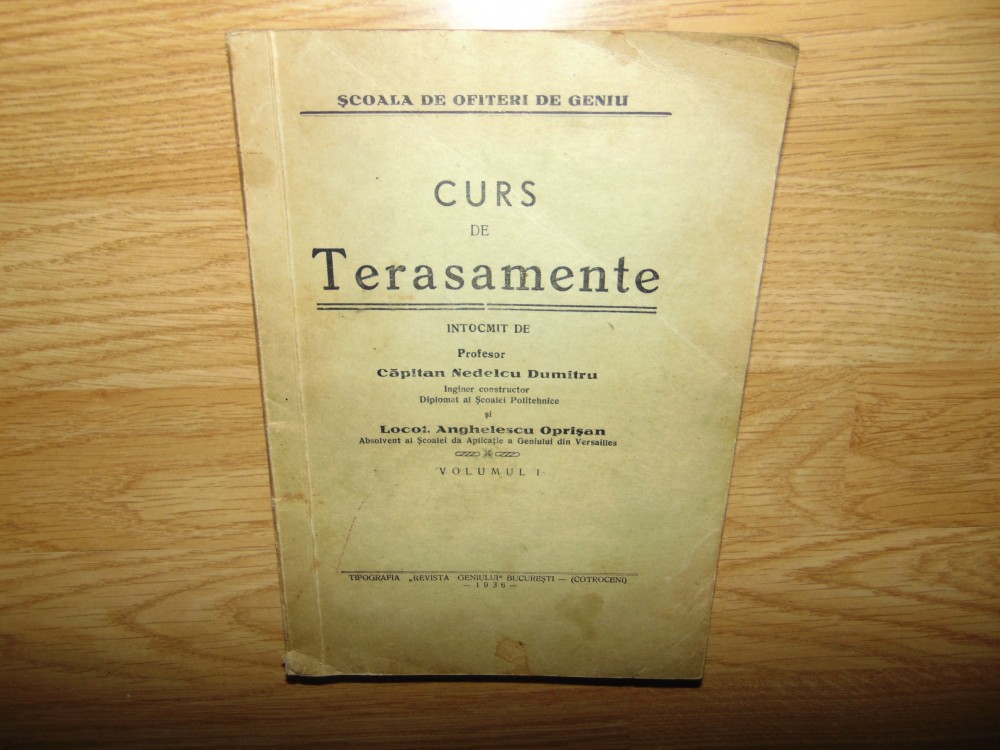 ŞCOALA DE OFITERI DE GENIU
CURS
DE
Terasamente
INTOCMIT DE
Profesor
Căpitan Nedelcu Dumitru
Inginer constructor
Diplomat al Şcoalei Politehnice
şi
Locot. Anghelescu Oprişan
Absolvent al Şcoalei da Aplicaţie a Geniului din Versailles
VOLUMUL I
TIPOGRAFIA „REVISTA GENIULUI" BUCUREŞTI — (COTROCENI)
— 1936 —